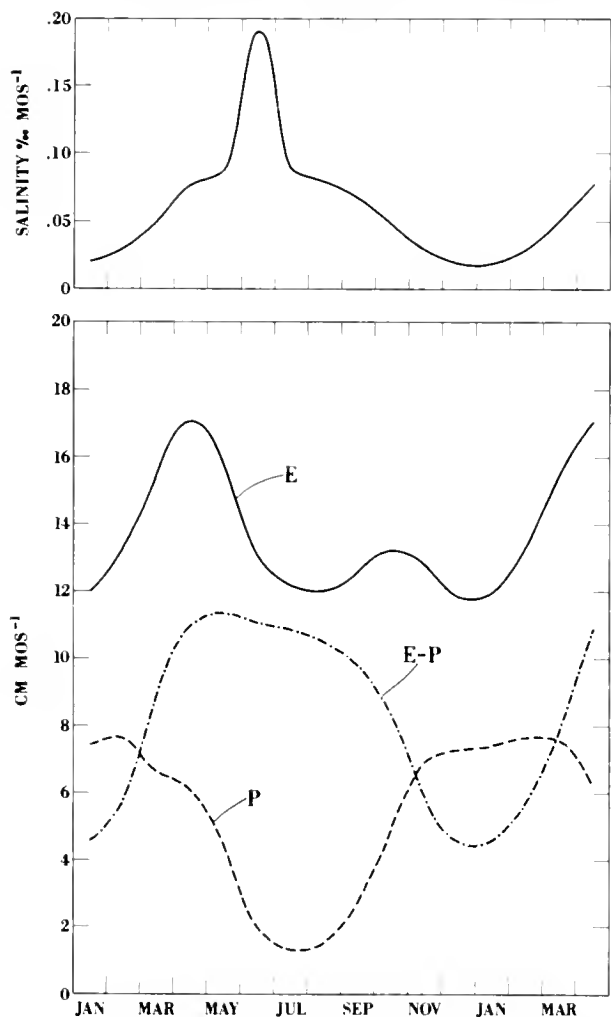 .20
.15
.10
.05
0
SALINITY ‰ MOS⁻¹
20
18
16
14
12
10
8
6
4
2
0
CM MOS⁻¹
E
E-P
P
JAN MAR MAY JUL SEP NOV JAN MAR